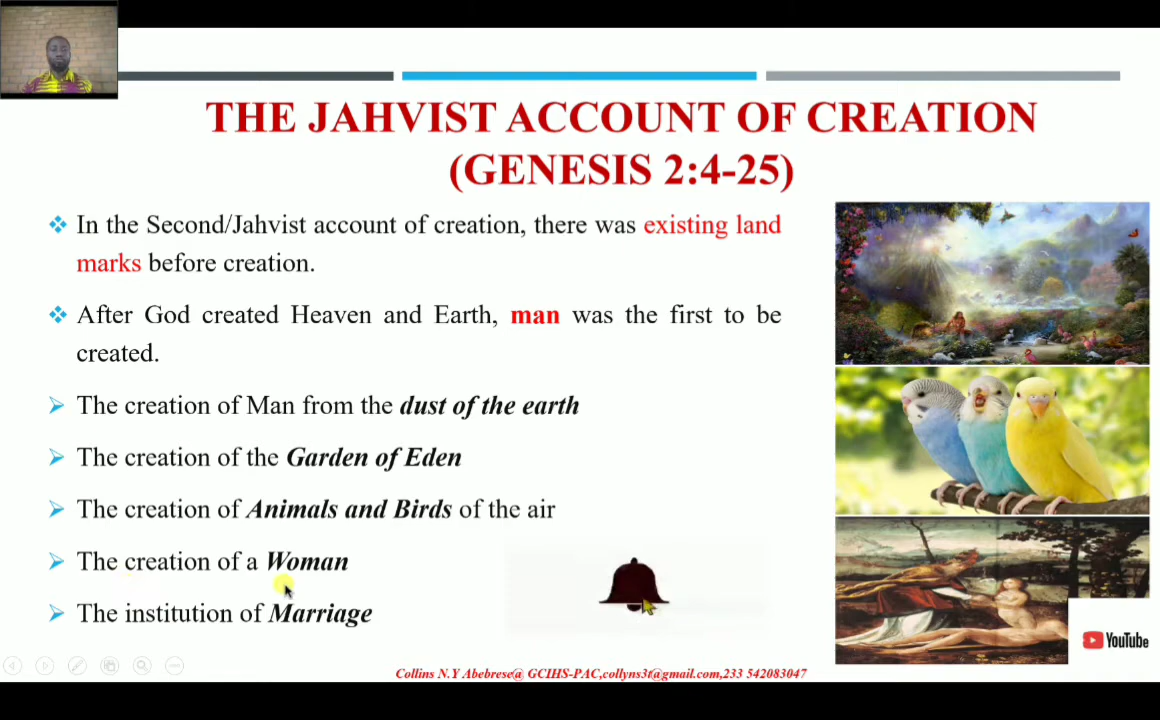 THE JAHVIST ACCOUNT OF CREATION
(GENESIS 2:4-25)
In the Second/Jahvist account of creation, there was existing land
marks before creation.
After God created Heaven and Earth, man was the first to be
created.
The creation of Man from the dust of the earth
The creation of the Garden of Eden
The creation of Animals and Birds of the air
The creation of a Woman
The institution of Marriage
YouTube
Collins N.Y Abebrese@ GCIHS-PAC,collyns3t@gmail.com,233 542083047